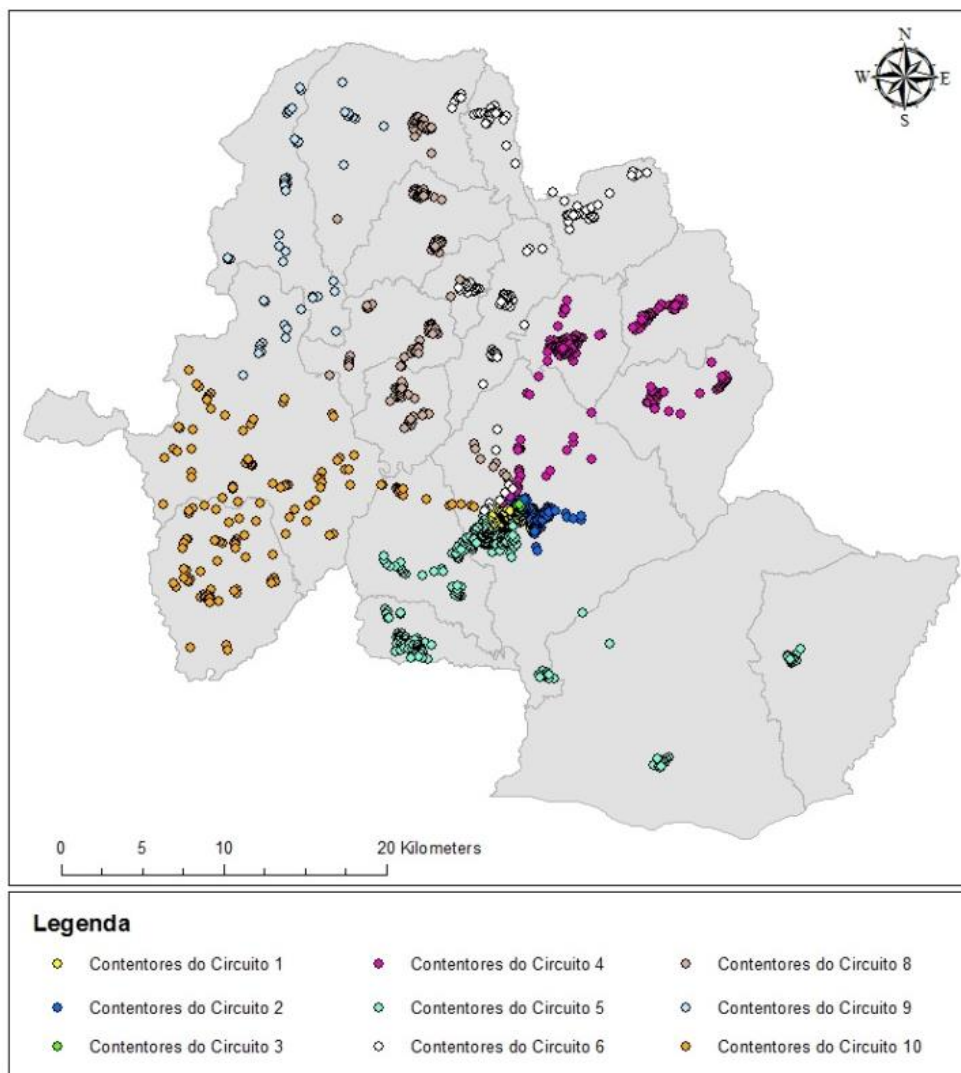 N
W E
S
0 5 10 20 Kilometers
Legenda
Contentores do Circuito 1 Contentores do Circuito 4 Contentores do Circuito 8
Contentores do Circuito 2 Contentores do Circuito 5 Contentores do Circuito 9
Contentores do Circuito 3 Contentores do Circuito 6 Contentores do Circuito 10